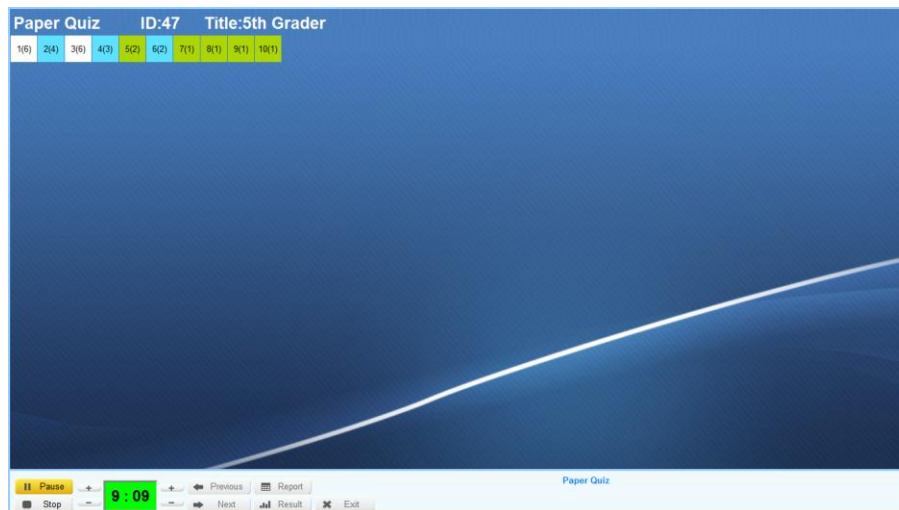 Paper Quiz ID:47 Title:5th Grader
1(6) 2(4) 3(6) 4(3) 5(2) 6(2) 7(1) 8(1) 9(1) 10(1)
Pause + 9 : 09 + Previous Report Paper Quiz
Stop − − Next Result Exit